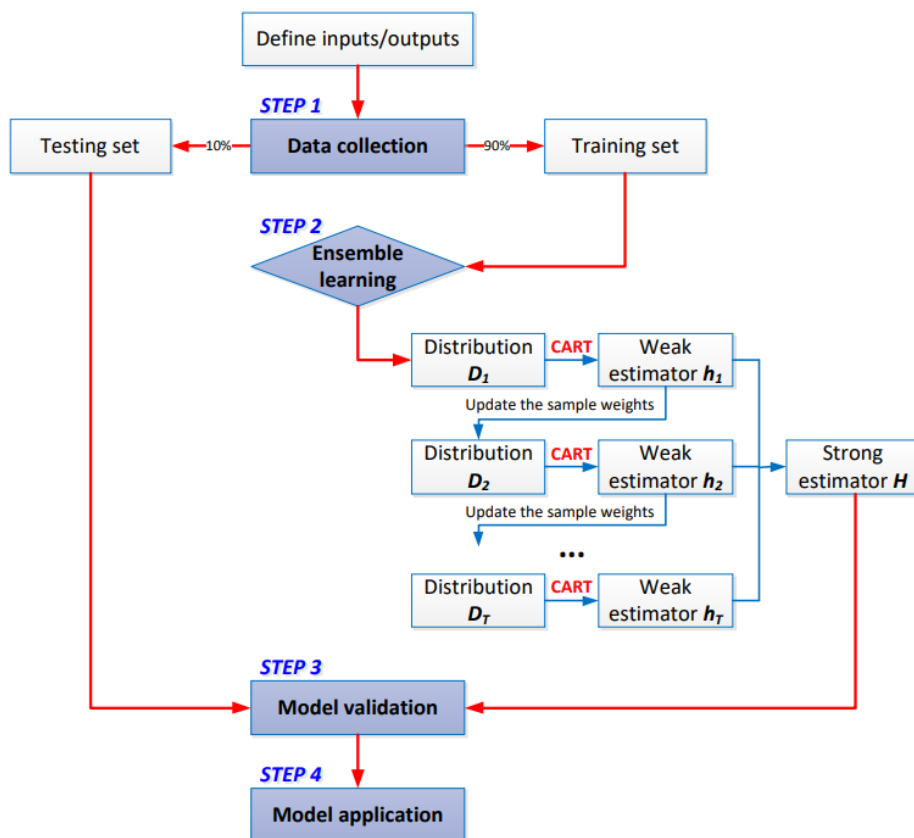 Define inputs/outputs
STEP 1
Testing set
10%
Data collection
90%
Training set
STEP 2
Ensemble
learning
Distribution
D1
CART
Weak
estimator h1
Update the sample weights
Distribution
D2
CART
Weak
estimator h2
Strong
estimator H
Update the sample weights
...
Distribution
DT
CART
Weak
estimator hT
STEP 3
Model validation
STEP 4
Model application